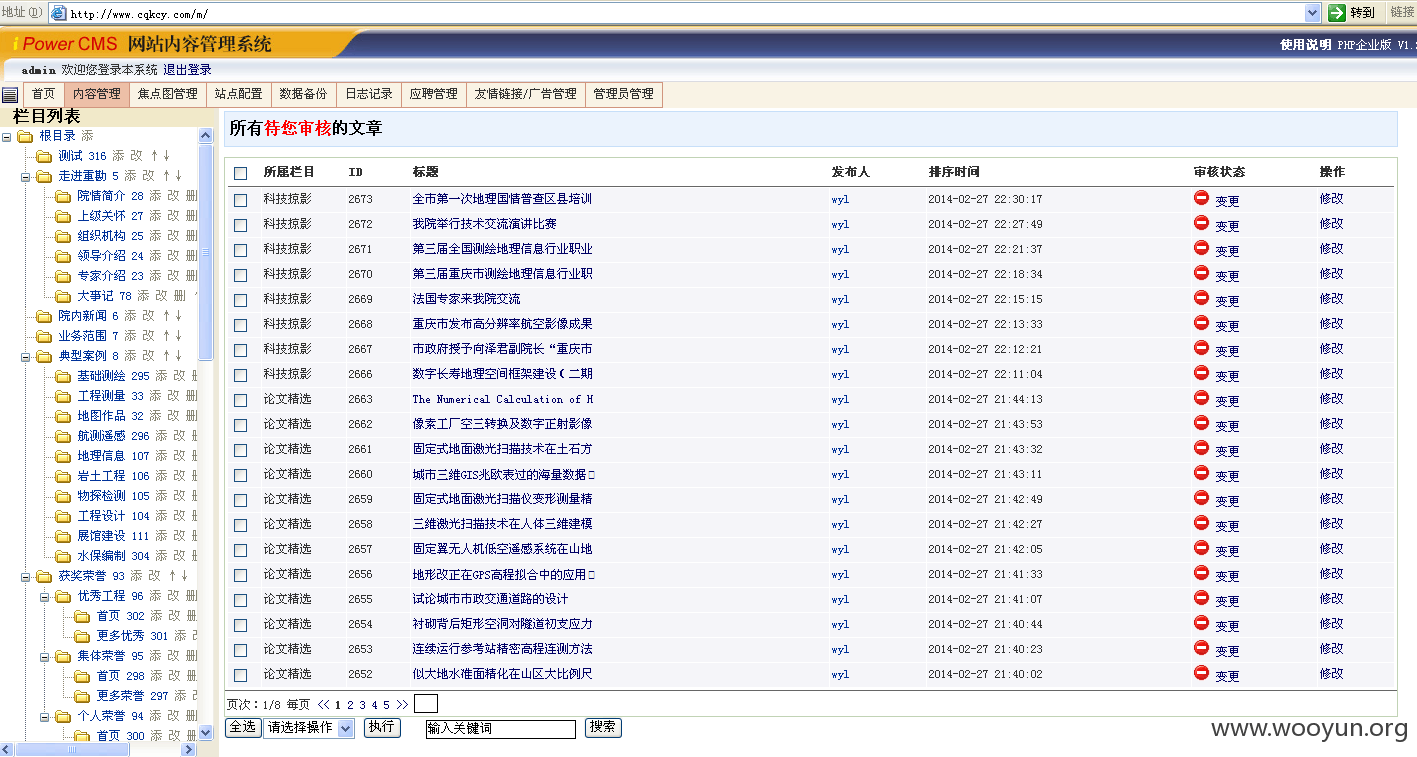 地址(D) http://www.cqkcy.com/m/ 转到 链接
iPower CMS 网站内容管理系统
使用说明 PHP企业版 V1.
admin 欢迎您登录本系统 退出登录
首页 内容管理 焦点图管理 站点配置 数据备份 日志记录 应聘管理 友情链接/广告管理 管理员管理
栏目列表
根目录 添
测试 316 添 改 ↑↓
走进重勘 5 添 改 ↑↓
院情简介 28 添 改 删
上级关怀 27 添 改 删
组织机构 25 添 改 删
领导介绍 24 添 改 删
专家介绍 23 添 改 删
大事记 78 添 改 删
院内新闻 6 添 改 ↑↓
业务范围 7 添 改 ↑↓
典型案例 8 添 改 ↑↓
基础测绘 295 添 改
工程测量 33 添 改 删
地图作品 32 添 改 删
航测遥感 296 添 改
地理信息 107 添 改
岩土工程 106 添 改
物探检测 105 添 改
工程设计 104 添 改
展馆建设 111 添 改
水保编制 304 添 改
获奖荣誉 93 添 改 ↑↓
优秀工程 96 添 改 删
首页 302 添 改 删
更多优秀 301 添
集体荣誉 95 添 改 删
首页 298 添 改 删
更多荣誉 297 添
个人荣誉 94 添 改 删
首页 300 添 改 删
所有待您审核的文章
所属栏目 ID 标题 发布人 排序时间 审核状态 操作
科技掠影 2673 全市第一次地理国情普查区县培训 wyl 2014-02-27 22:30:17 变更 修改
科技掠影 2672 我院举行技术交流演讲比赛 wyl 2014-02-27 22:27:49 变更 修改
科技掠影 2671 第三届全国测绘地理信息行业职业 wyl 2014-02-27 22:21:37 变更 修改
科技掠影 2670 第三届重庆市测绘地理信息行业职 wyl 2014-02-27 22:18:34 变更 修改
科技掠影 2669 法国专家来我院交流 wyl 2014-02-27 22:15:15 变更 修改
科技掠影 2668 重庆市发布高分辨率航空影像成果 wyl 2014-02-27 22:13:33 变更 修改
科技掠影 2667 市政府授予向泽君副院长“重庆市 wyl 2014-02-27 22:12:21 变更 修改
科技掠影 2666 数字长寿地理空间框架建设（二期 wyl 2014-02-27 22:11:04 变更 修改
论文精选 2663 The Numerical Calculation of H wyl 2014-02-27 21:44:13 变更 修改
论文精选 2662 像素工厂空三转换及数字正射影像 wyl 2014-02-27 21:43:53 变更 修改
论文精选 2661 固定式地面激光扫描技术在土石方 wyl 2014-02-27 21:43:32 变更 修改
论文精选 2660 城市三维GIS兆欧表过的海量数据 wyl 2014-02-27 21:43:11 变更 修改
论文精选 2659 固定式地面激光扫描仪变形测量精 wyl 2014-02-27 21:42:49 变更 修改
论文精选 2658 三维激光扫描技术在人体三维建模 wyl 2014-02-27 21:42:27 变更 修改
论文精选 2657 固定翼无人机低空遥感系统在山地 wyl 2014-02-27 21:42:05 变更 修改
论文精选 2656 地形改正在GPS高程拟合中的应用 wyl 2014-02-27 21:41:33 变更 修改
论文精选 2655 试论城市市政交通道路的设计 wyl 2014-02-27 21:41:07 变更 修改
论文精选 2654 衬砌背后矩形空洞对隧道初支应力 wyl 2014-02-27 21:40:44 变更 修改
论文精选 2653 连续运行参考站精密高程连测方法 wyl 2014-02-27 21:40:23 变更 修改
论文精选 2652 似大地水准面精化在山区大比例尺 wyl 2014-02-27 21:40:02 变更 修改
页次：1/8 每页 << 1 2 3 4 5 >>
全选 请选择操作 执行 输入关键词 搜索
www.wooyun.org